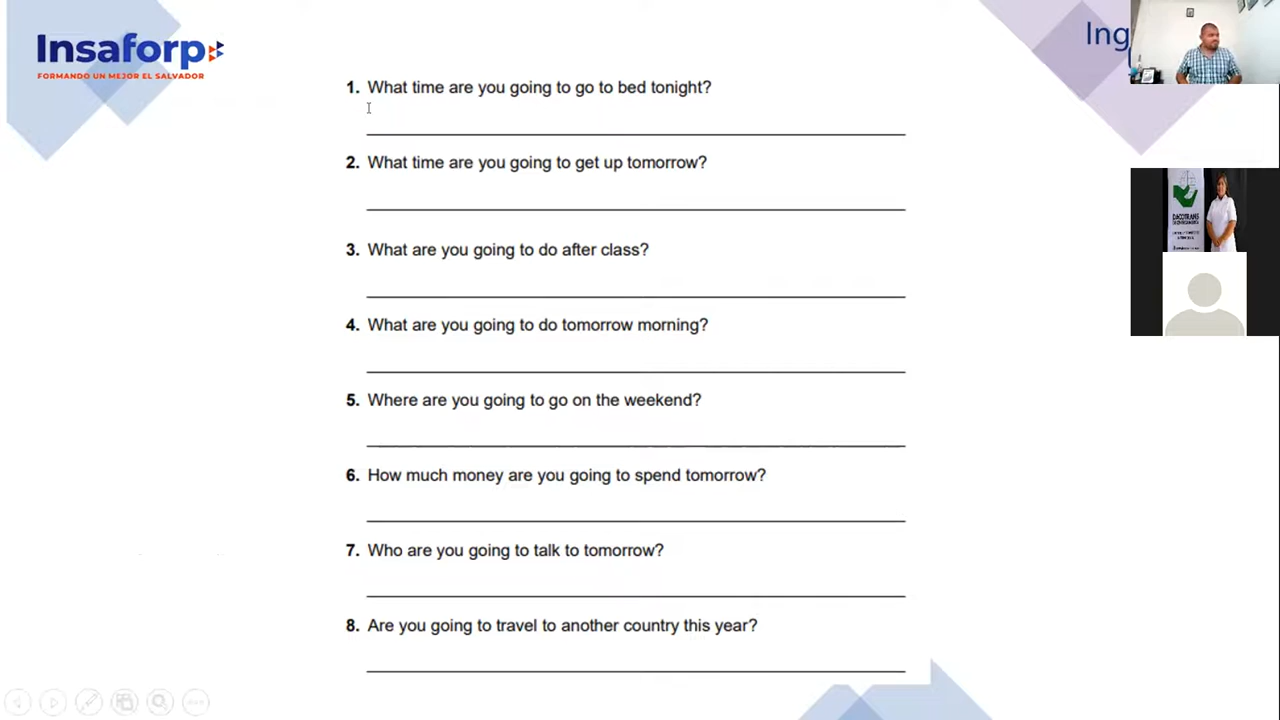 Insaforp
FORMANDO UN MEJOR EL SALVADOR
Ing
1. What time are you going to go to bed tonight?
2. What time are you going to get up tomorrow?
3. What are you going to do after class?
4. What are you going to do tomorrow morning?
5. Where are you going to go on the weekend?
6. How much money are you going to spend tomorrow?
7. Who are you going to talk to tomorrow?
8. Are you going to travel to another country this year?
DACOTRANS